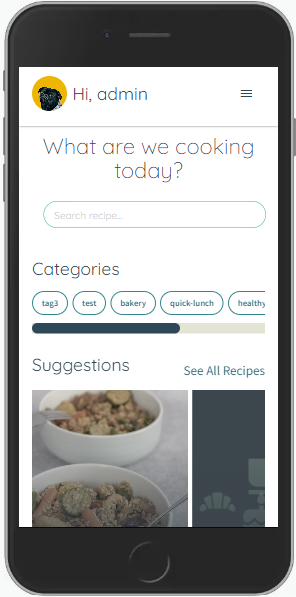 Hi, admin
What are we cooking
today?
Search recipe...
Categories
tag3 test bakery quick-lunch healthy
Suggestions
See All Recipes